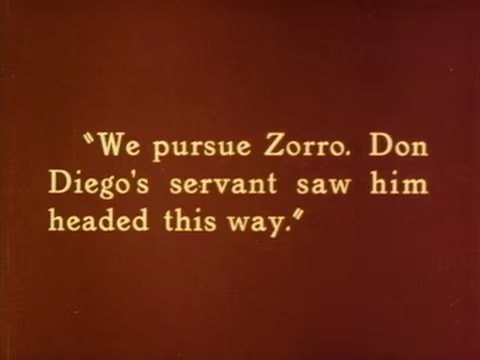 "We pursue Zorro. Don
Diego's servant saw him
headed this way."